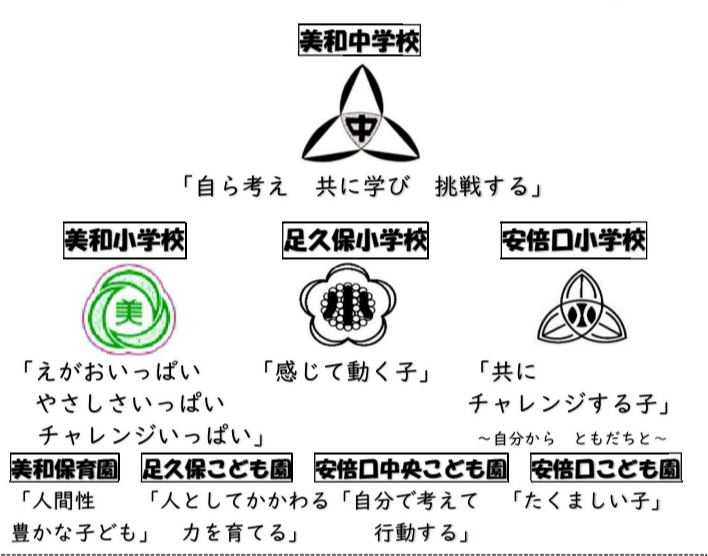 美和中学校
中
「自ら考え　共に学び　挑戦する」
美和小学校　足久保小学校　安倍口小学校
美　小
「えがおいっぱい　「感じて動く子」　「共に
やさしさいっぱい　チャレンジする子」
チャレンジいっぱい」　～自分から　ともだちと～
美和保育園　足久保こども園　安倍口中央こども園　安倍口こども園
「人間性　「人としてかかわる　「自分で考えて　「たくましい子」
豊かな子ども」　力を育てる」　行動する」